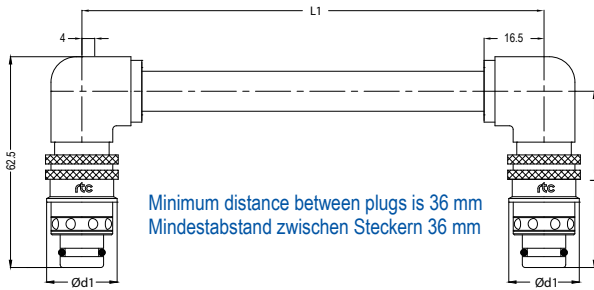 L1
4
16.5
62.5
rtc
rtc
Minimum distance between plugs is 36 mm
Mindestabstand zwischen Steckern 36 mm
Ød1
Ød1